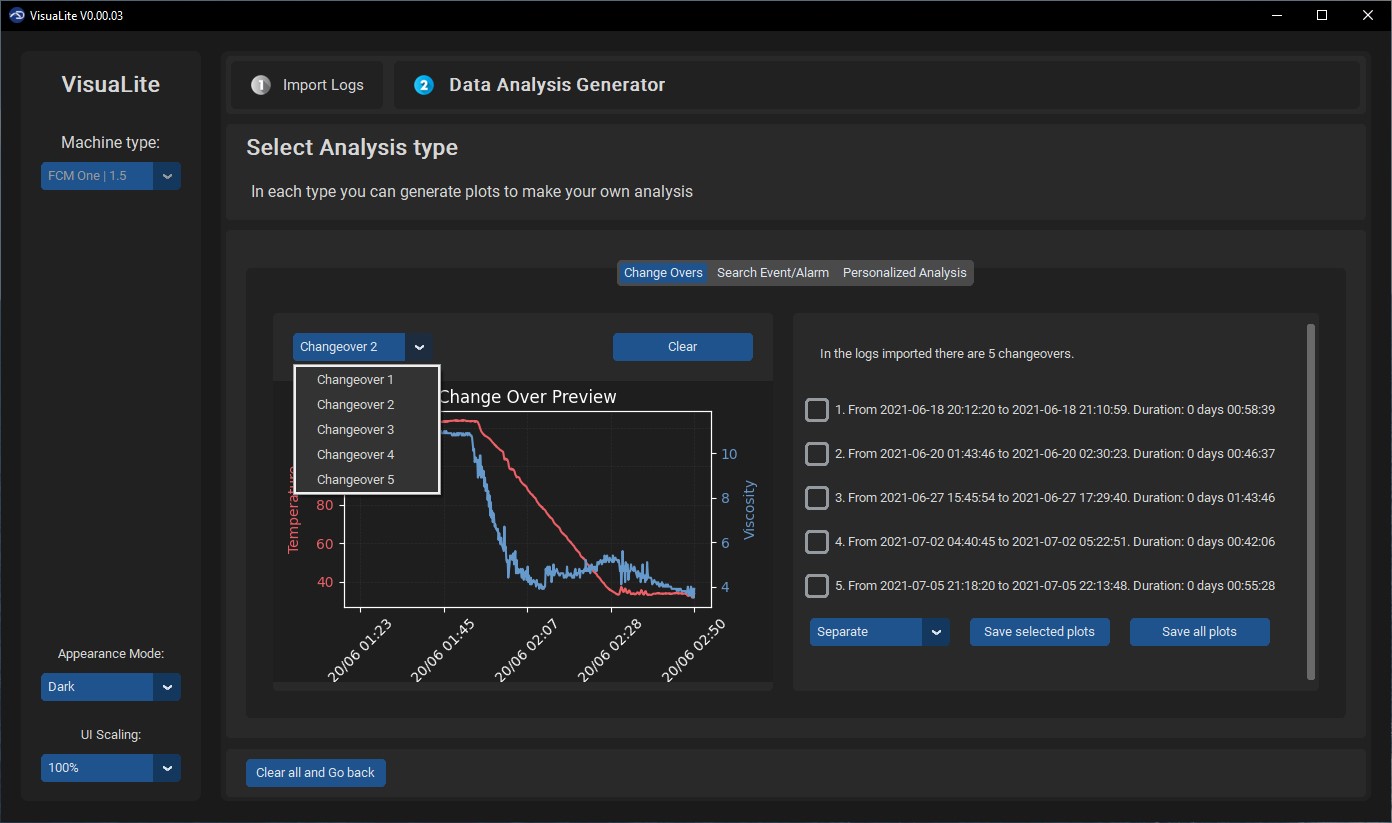 VisuaLite V0.00.03
VisuaLite
Machine type:
FCM One | 1.5
Appearance Mode:
Dark
UI Scaling:
100%
1 Import Logs
2 Data Analysis Generator
Select Analysis type
In each type you can generate plots to make your own analysis
Change Overs Search Event/Alarm Personalized Analysis
Changeover 2
Clear
Changeover 1
Changeover 2
Changeover 3
Changeover 4
Changeover 5
Change Over Preview
Temperature
80
60
40
10
8
6
4
Viscosity
20/06 01:23
20/06 01:45
20/06 02:07
20/06 02:28
20/06 02:50
In the logs imported there are 5 changeovers.
1. From 2021-06-18 20:12:20 to 2021-06-18 21:10:59. Duration: 0 days 00:58:39
2. From 2021-06-20 01:43:46 to 2021-06-20 02:30:23. Duration: 0 days 00:46:37
3. From 2021-06-27 15:45:54 to 2021-06-27 17:29:40. Duration: 0 days 01:43:46
4. From 2021-07-02 04:40:45 to 2021-07-02 05:22:51. Duration: 0 days 00:42:06
5. From 2021-07-05 21:18:20 to 2021-07-05 22:13:48. Duration: 0 days 00:55:28
Separate
Save selected plots
Save all plots
Clear all and Go back